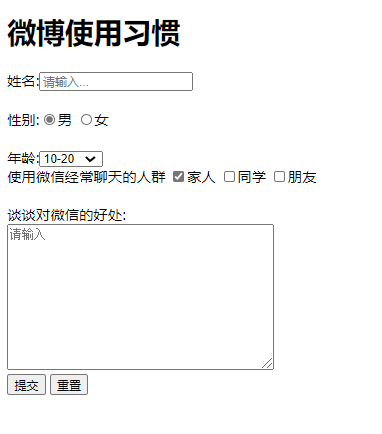 微博使用习惯
姓名:请输入...
性别: 男 女
年龄:10-20
使用微信经常聊天的人群 家人 同学 朋友
谈谈对微信的好处:
请输入
提交 重置